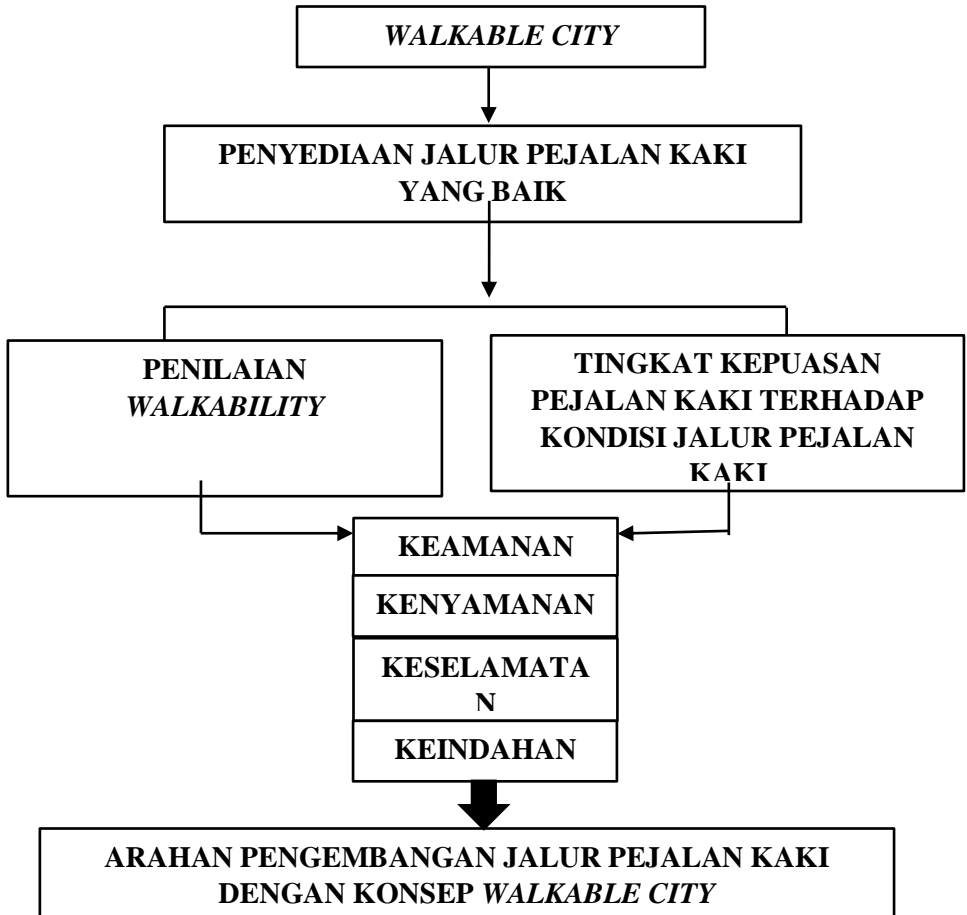 WALKABLE CITY
PENYEDIAAN JALUR PEJALAN KAKI
YANG BAIK
PENILAIAN
WALKABILITY
TINGKAT KEPUASAN
PEJALAN KAKI TERHADAP
KONDISI JALUR PEJALAN
KAKI
KEAMANAN
KENYAMANAN
KESELAMATA
N
KEINDAHAN
ARAHAN PENGEMBANGAN JALUR PEJALAN KAKI
DENGAN KONSEP WALKABLE CITY